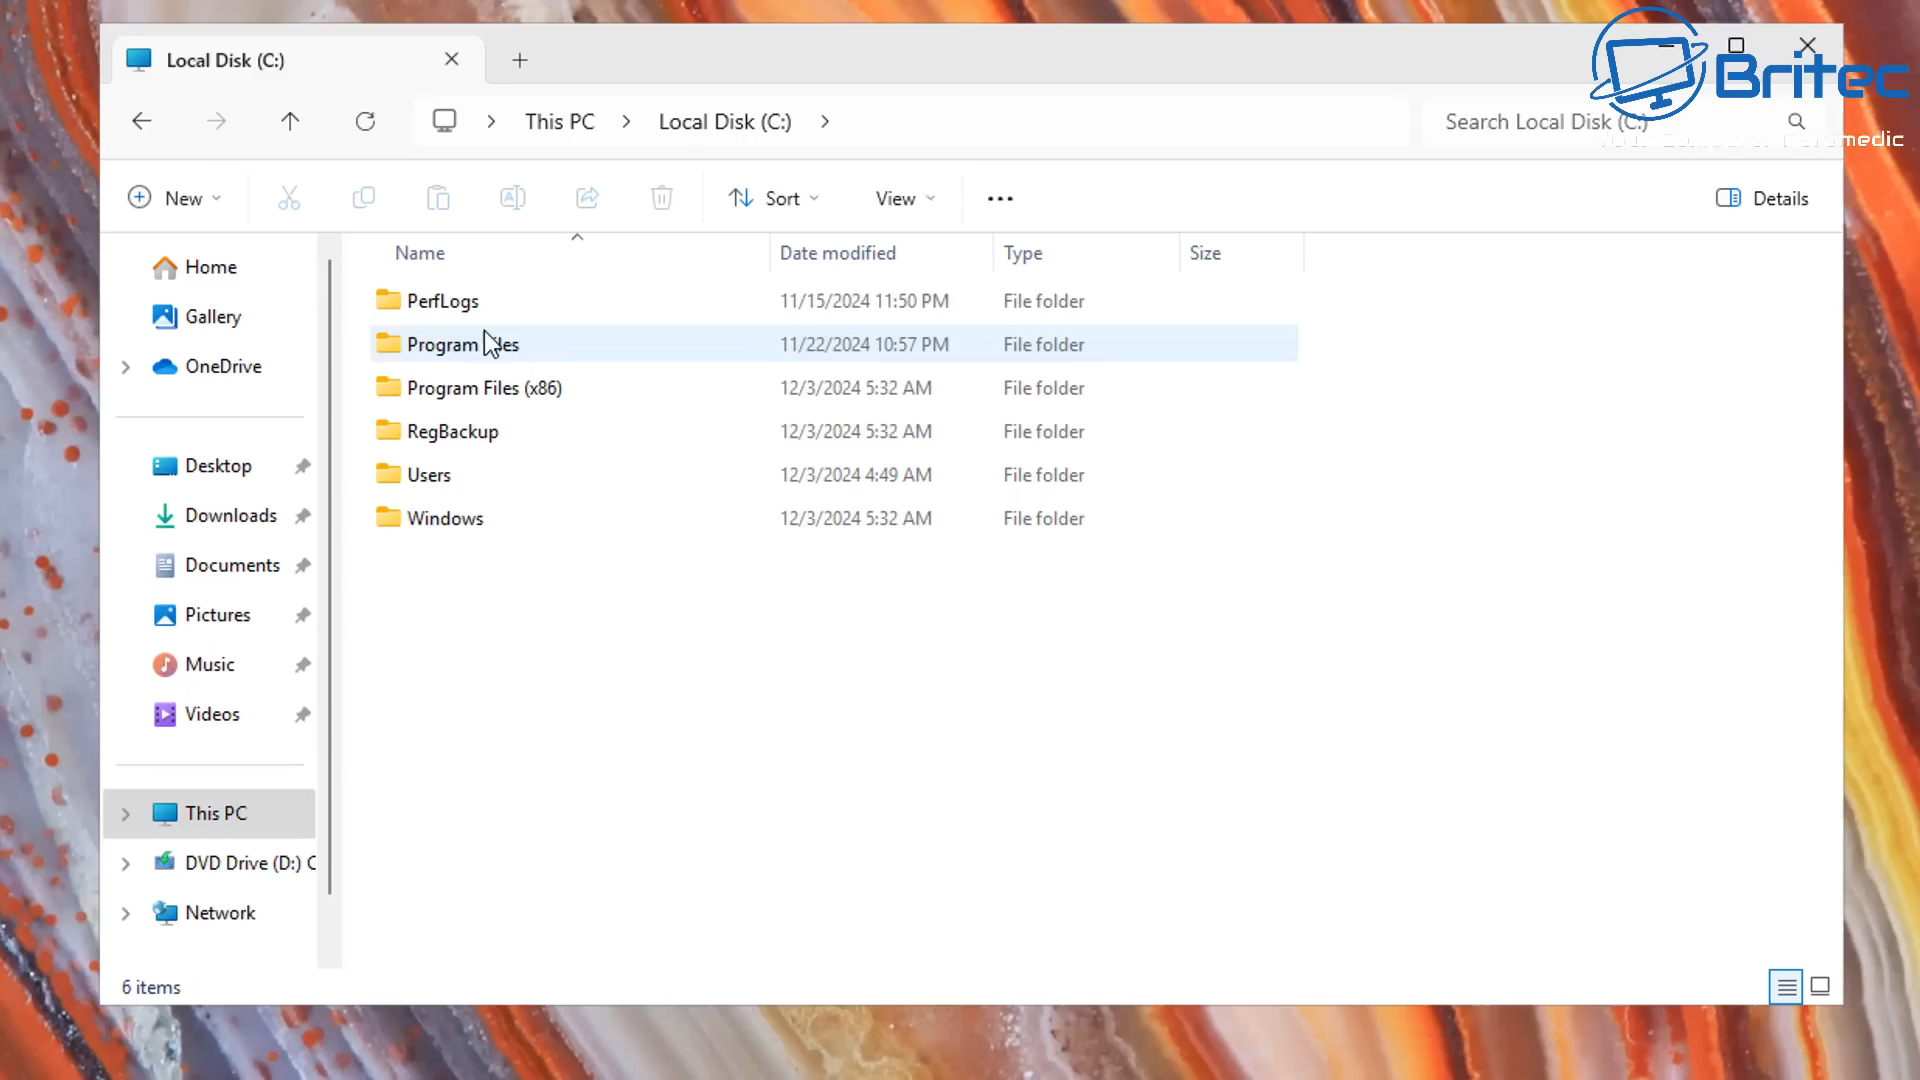 Local Disk (C:)
Britec
This PC
Local Disk (C:)
Search Local Disk (C:)
New
Sort
View
Details
Name
Date modified
Type
Size
Home
Gallery
OneDrive
Desktop
Downloads
Documents
Pictures
Music
Videos
This PC
DVD Drive (D:) C
Network
PerfLogs 11/15/2024 11:50 PM File folder
Program Files 11/22/2024 10:57 PM File folder
Program Files (x86) 12/3/2024 5:32 AM File folder
RegBackup 12/3/2024 5:32 AM File folder
Users 12/3/2024 4:49 AM File folder
Windows 12/3/2024 5:32 AM File folder
6 items